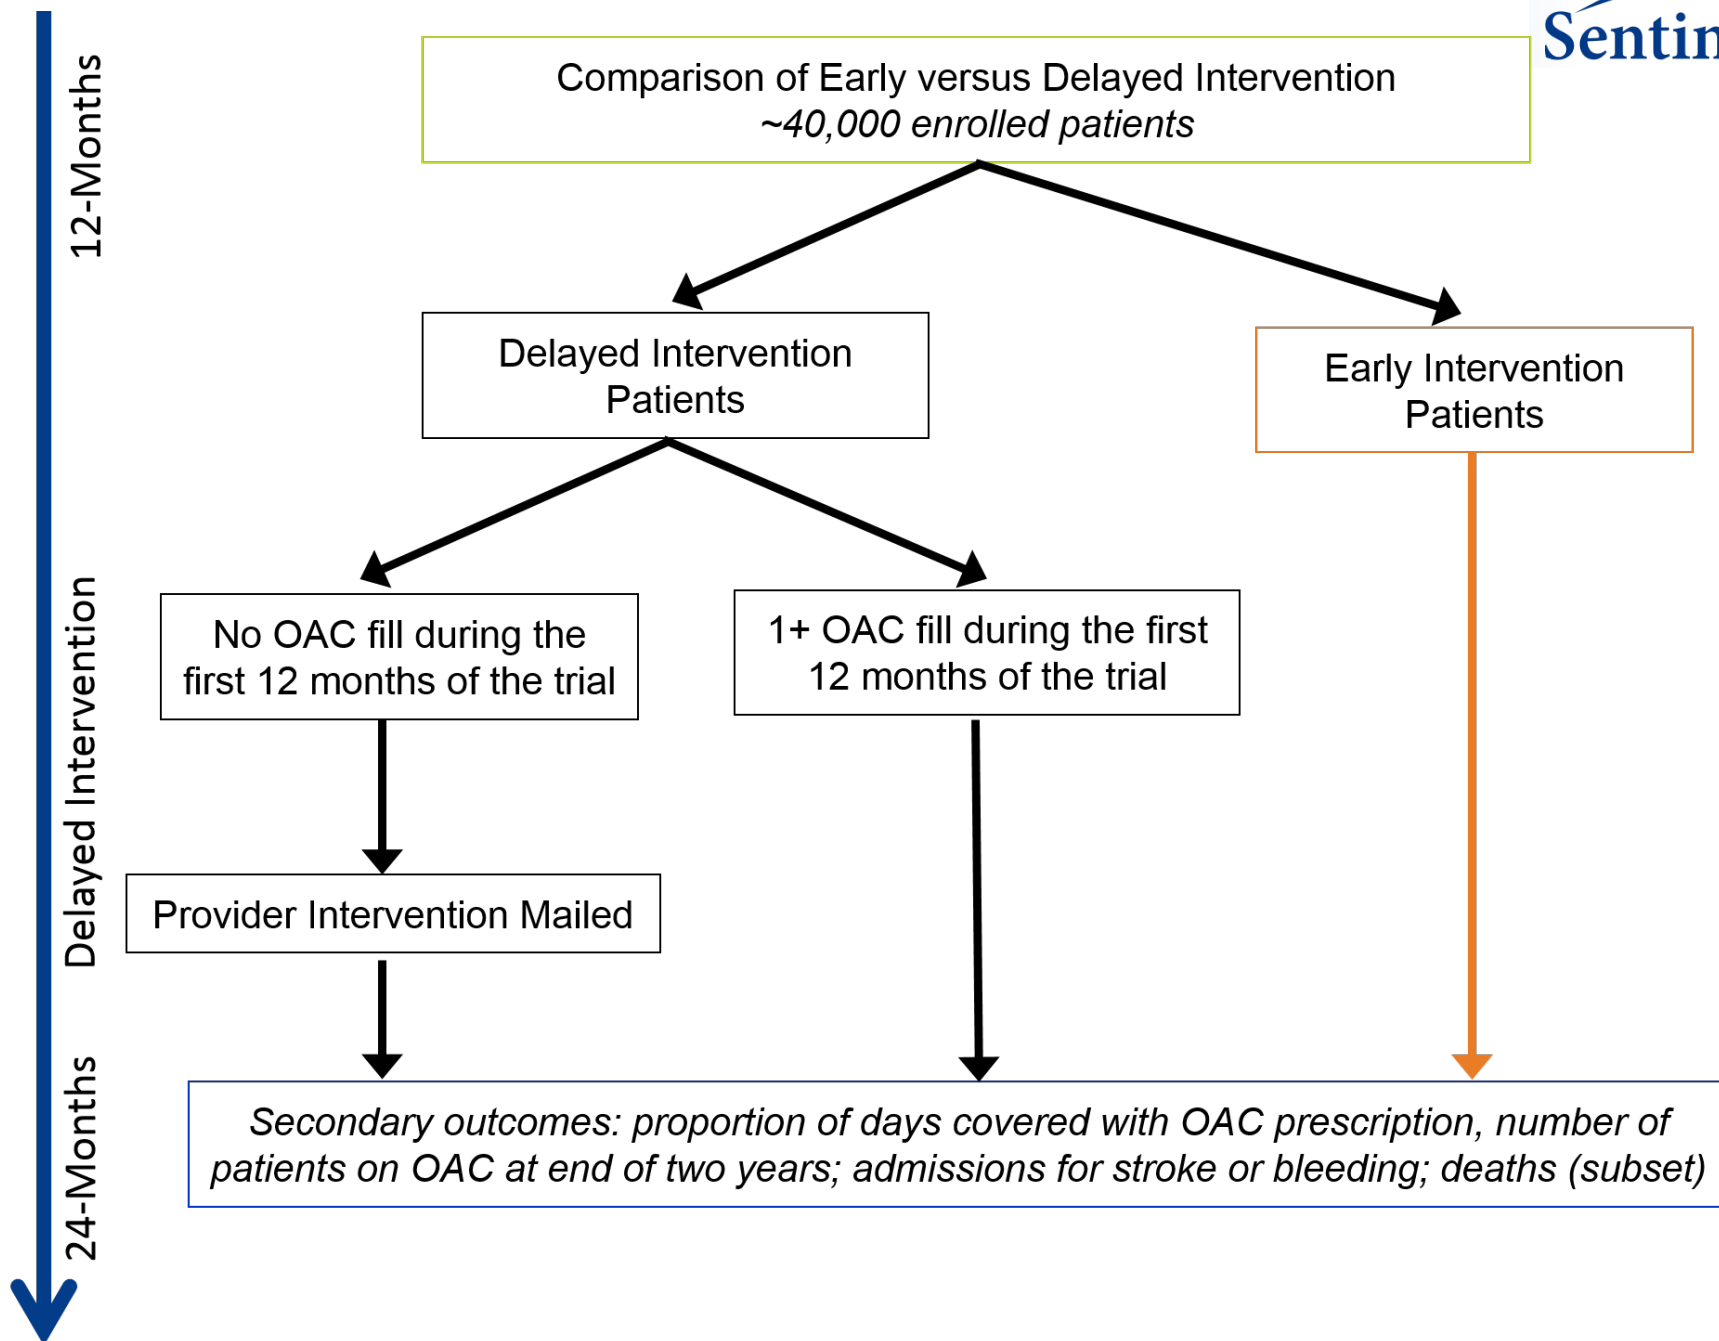 Sentin
12-Months
Comparison of Early versus Delayed Intervention
~40,000 enrolled patients
Delayed Intervention
Patients
Early Intervention
Patients
Delayed Intervention
No OAC fill during the
first 12 months of the trial
1+ OAC fill during the first
12 months of the trial
Provider Intervention Mailed
24-Months
Secondary outcomes: proportion of days covered with OAC prescription, number of
patients on OAC at end of two years; admissions for stroke or bleeding; deaths (subset)